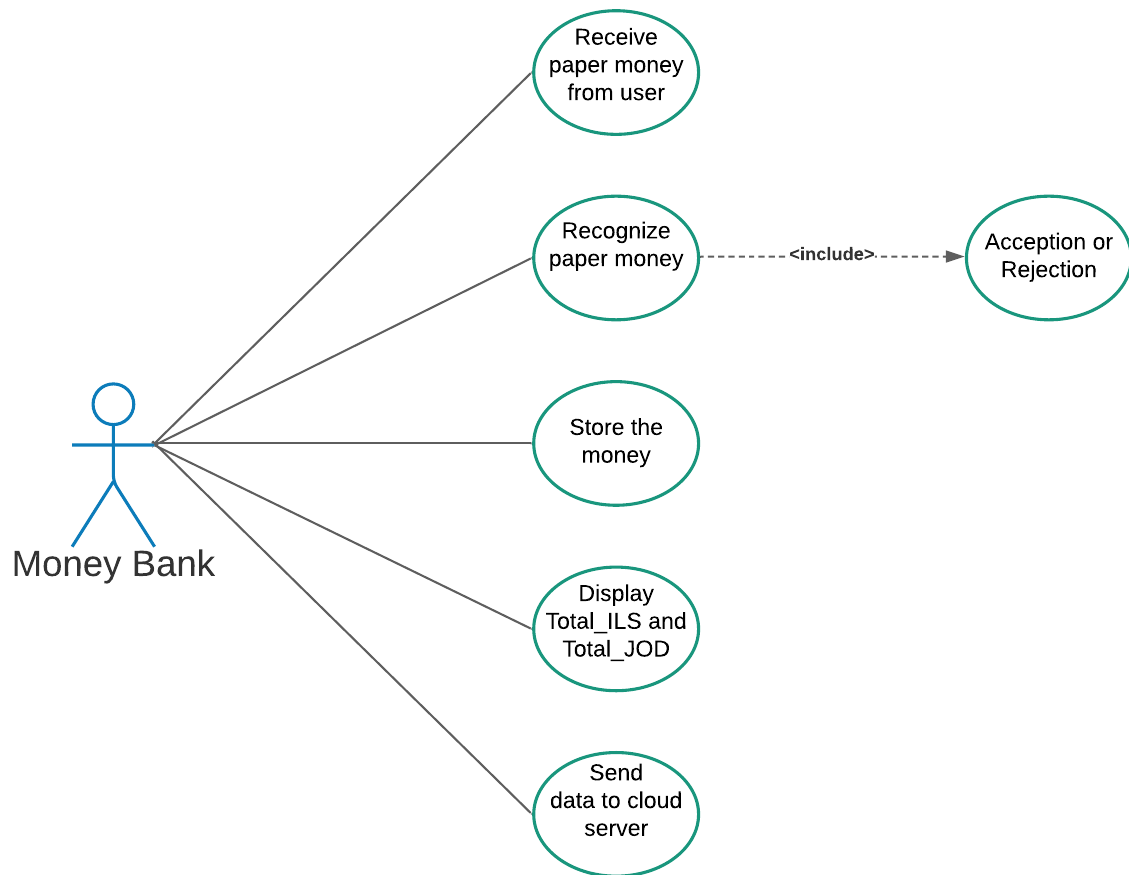 Receive
paper money
from user
Recognize
paper money
<include>
Acception or
Rejection
Store the
money
Money Bank
Display
Total_ILS and
Total_JOD
Send
data to cloud
server